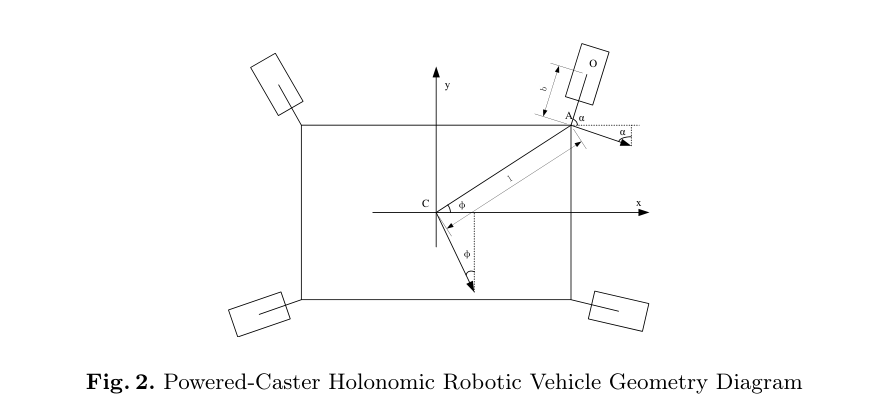 O
y
b
A
α
α
l
C
ϕ
x
ϕ
Fig. 2. Powered-Caster Holonomic Robotic Vehicle Geometry Diagram